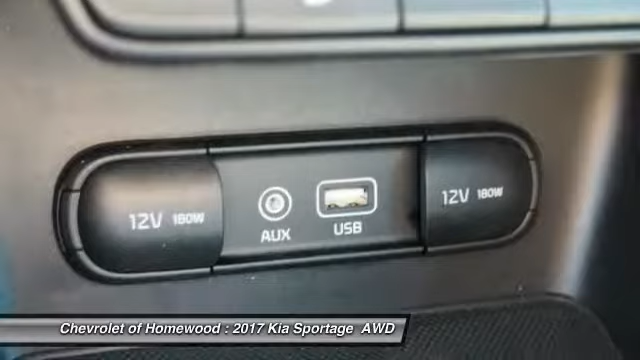 12V 180W
AUX
USB
12V 180W
Chevrolet of Homewood : 2017 Kia Sportage AWD